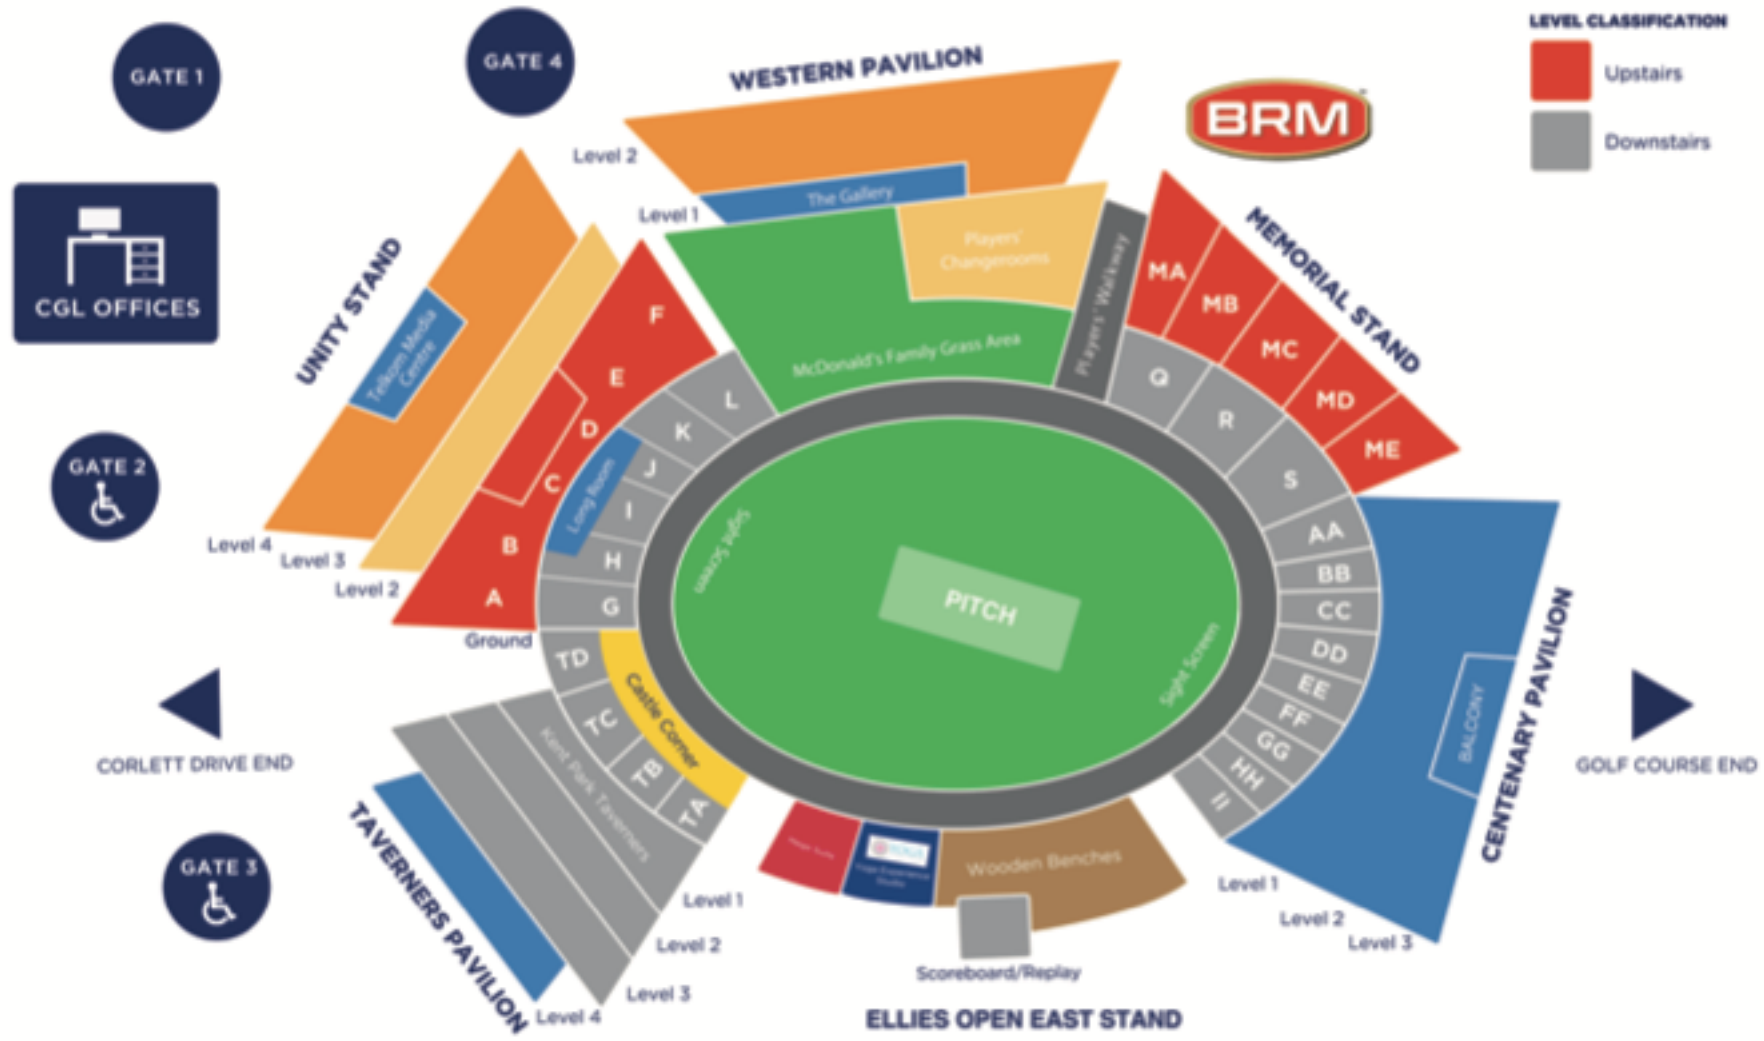 GATE 1
GATE 4
WESTERN PAVILION
BRM
LEVEL CLASSIFICATION
Upstairs
Downstairs
CGL OFFICES
Level 2
Level 1
The Gallery
Players'
Changerooms
McDonald's Family Grass Area
Players' Walkway
MEMORIAL STAND
MA
MB
MC
MD
ME
UNITY STAND
Telkom Media
Centre
F
E
D
C
B
A
Long Room
L
K
J
I
H
G
Q
R
S
AA
BB
CC
DD
EE
FF
GG
HH
II
GATE 2
Level 4
Level 3
Level 2
Ground
Sight Screen
PITCH
Sight Screen
TD
TC
TB
TA
Castle Corner
Kent Park Taverners
CORLETT DRIVE END
GOLF COURSE END
BALCONY
CENTENARY PAVILION
GATE 3
TAVERNERS PAVILION
Level 1
Level 2
Level 3
Level 4
Wooden Benches
Level 1
Level 2
Level 3
Scoreboard/Replay
ELLIES OPEN EAST STAND